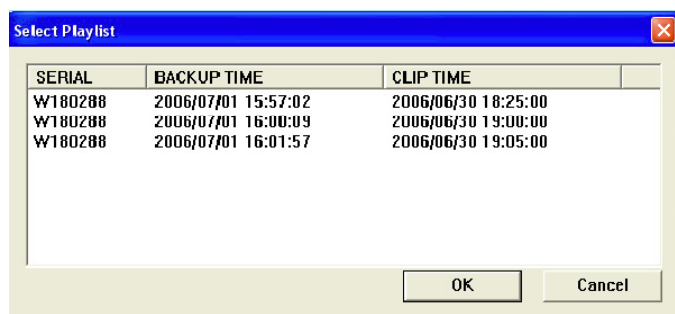 Select Playlist
SERIAL BACKUP TIME CLIP TIME
W180288 2006/07/01 15:57:02 2006/06/30 18:25:00
W180288 2006/07/01 16:00:09 2006/06/30 19:00:00
W180288 2006/07/01 16:01:57 2006/06/30 19:05:00
OK Cancel